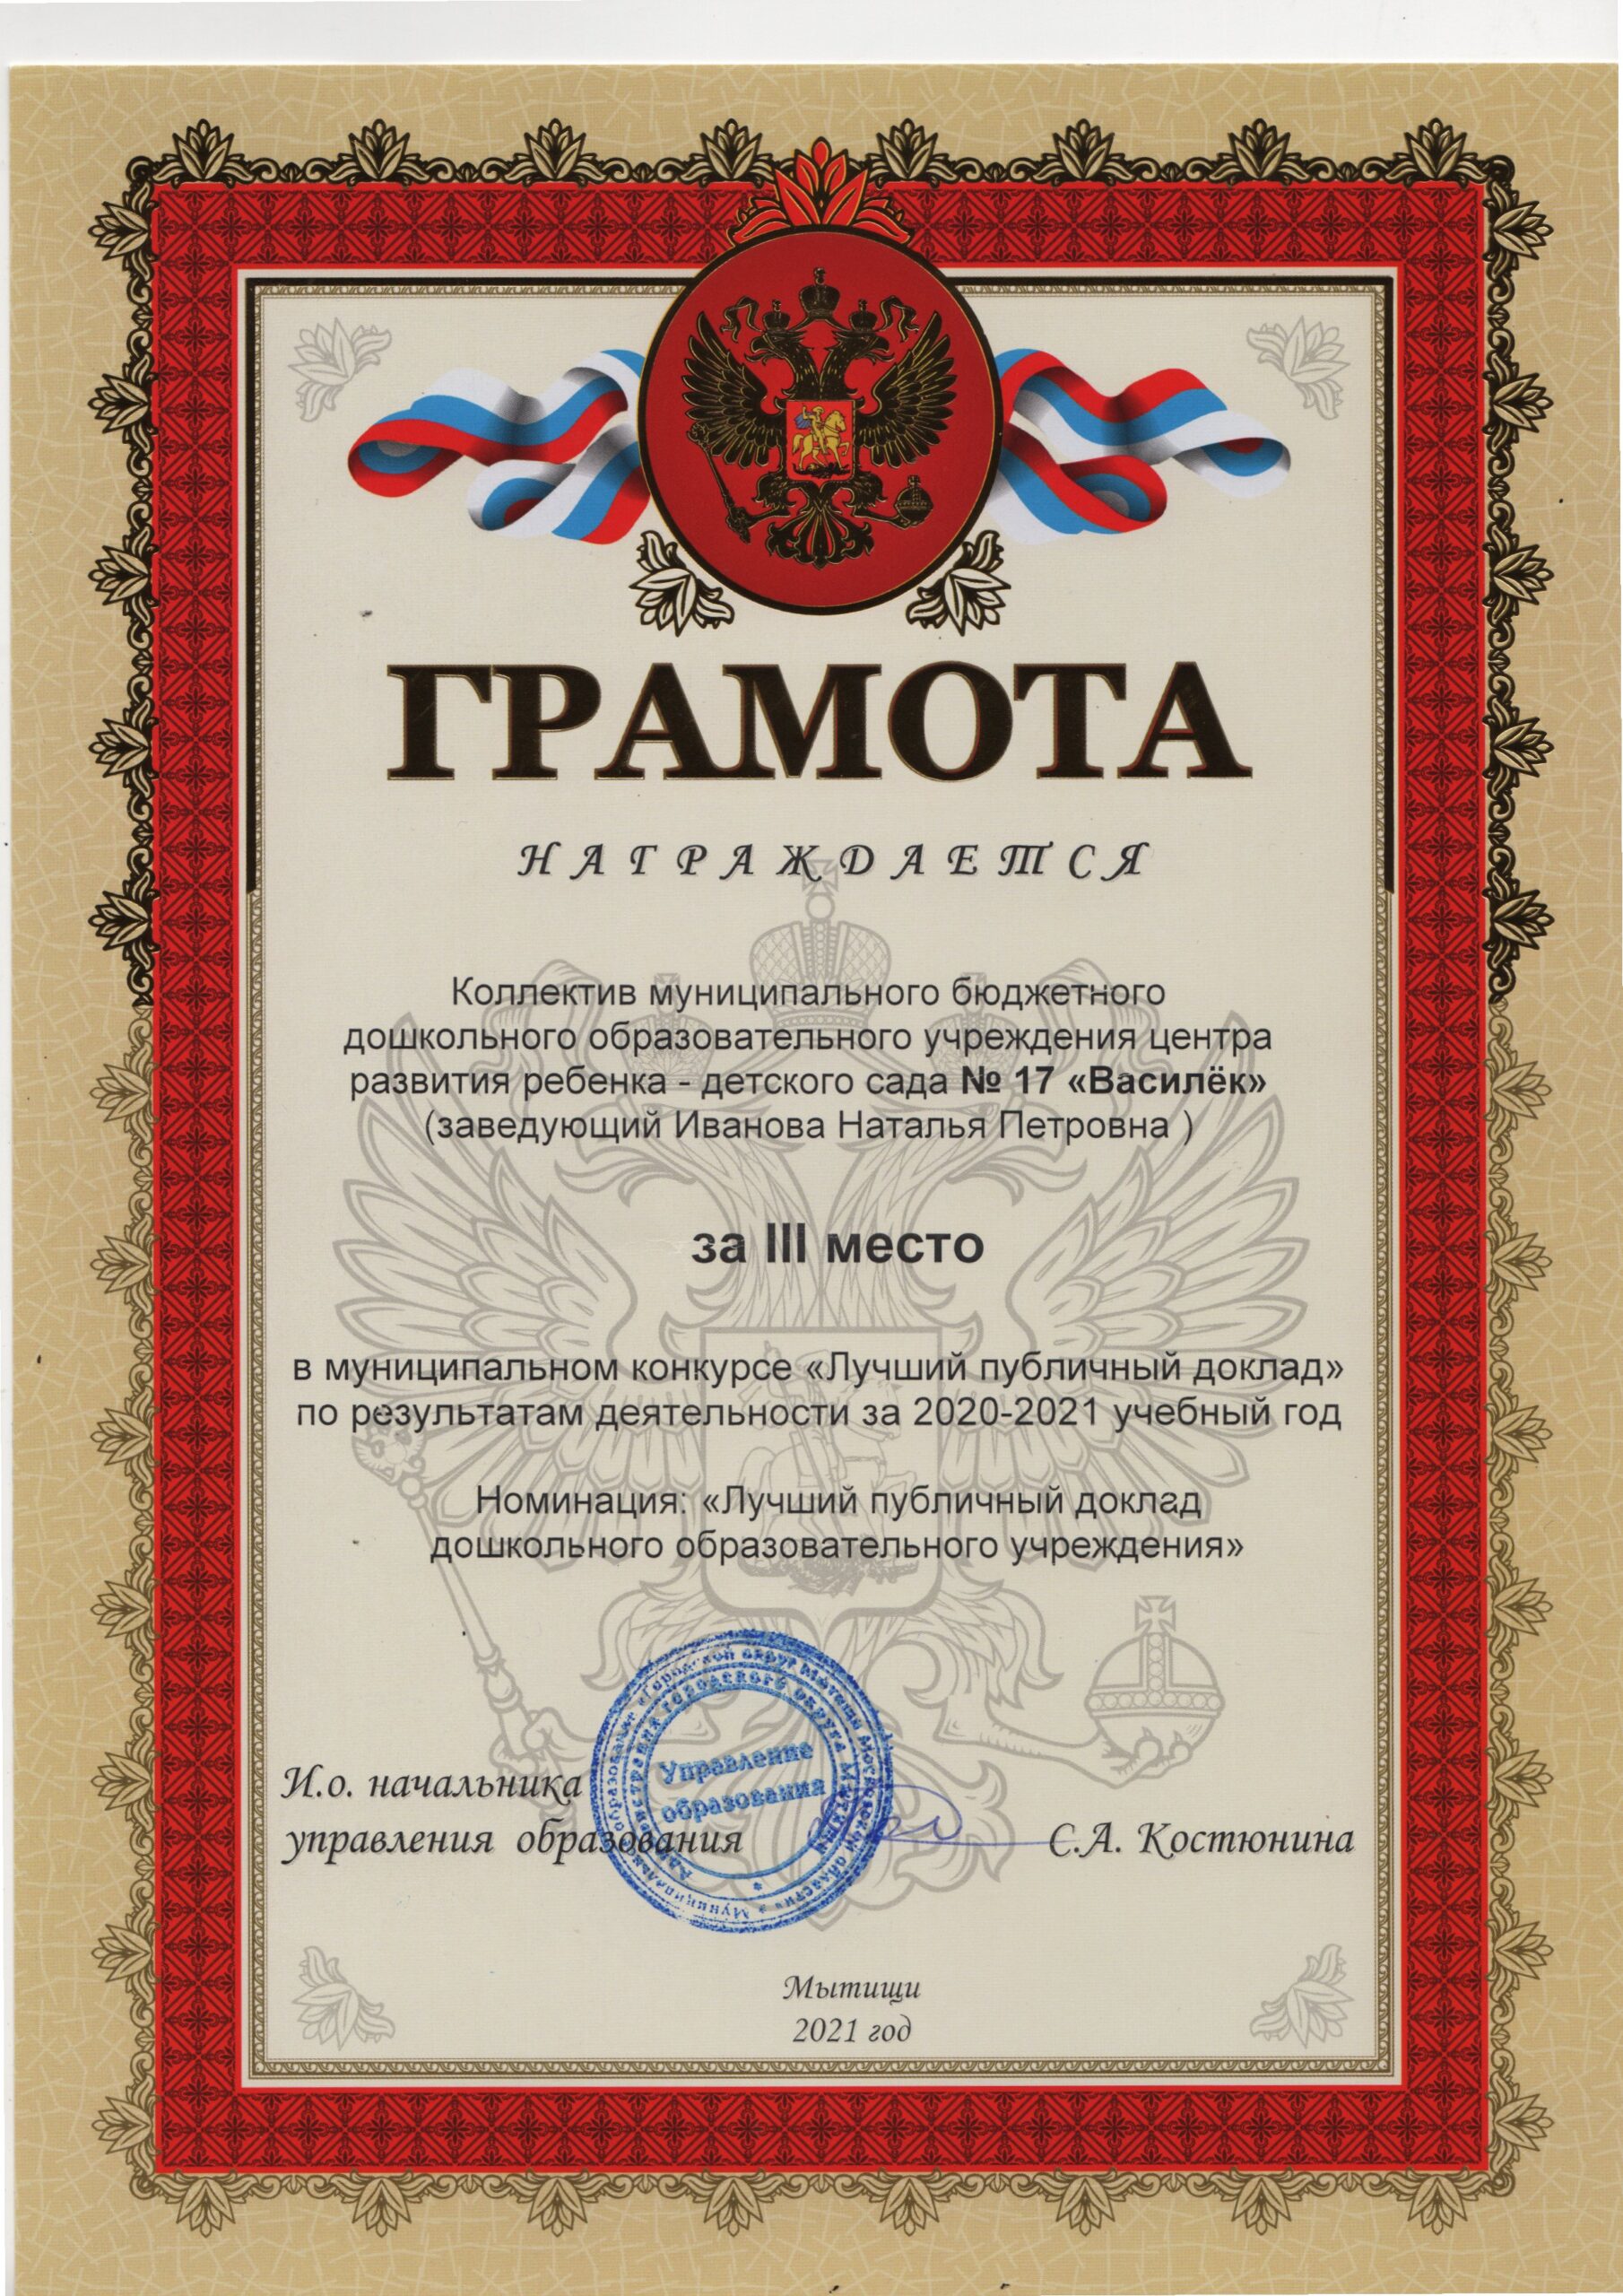 ГРАМОТА
НАГРАЖДАЕТСЯ
Коллектив муниципального бюджетного
дошкольного образовательного учреждения центра
развития ребенка - детского сада № 17 «Василёк»
(заведующий Иванова Наталья Петровна )
за III место
в муниципальном конкурсе «Лучший публичный доклад»
по результатам деятельности за 2020-2021 учебный год
Номинация: «Лучший публичный доклад
дошкольного образовательного учреждения»
Управление
образования
И.о. начальника
управления образования
С.А. Костюнина
Мытищи
2021 год